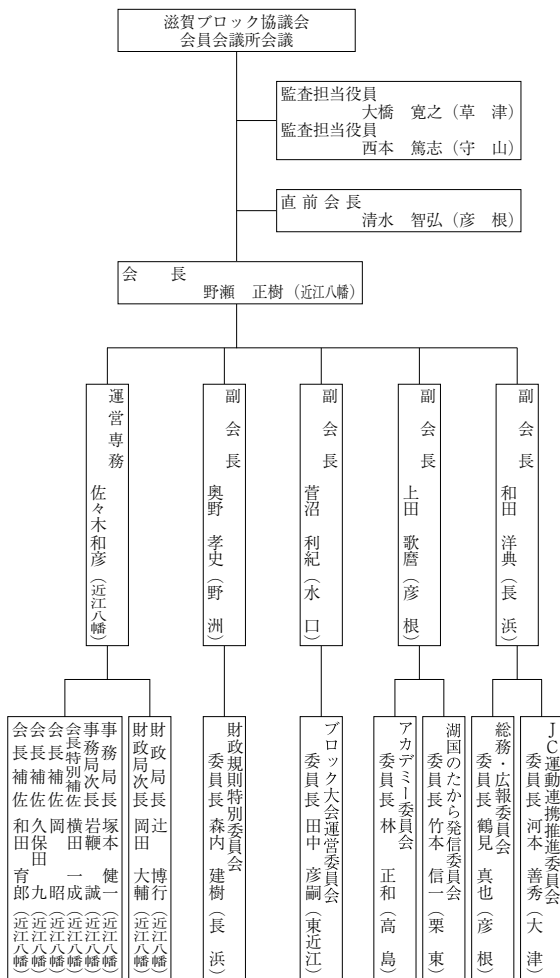 滋賀ブロック協議会
会員会議所会議
監査担当役員
大橋 寛之（草 津）
監査担当役員
西本 篤志（守 山）
直前会長
清水 智弘（彦 根）
会 長
野瀬 正樹（近江八幡）
副会長
和田 洋典（長 浜）
副会長
上田 歌麿（彦 根）
副会長
菅沼 利紀（水 口）
副会長
奥野 孝史（野 洲）
運営専務
佐々木和彦（近江八幡）
ＪＣ運動連携推進委員会
委員長 河本 善秀（大 津）
総務・広報委員会
委員長 鶴見 真也（彦 根）
湖国のたから発信委員会
委員長 竹本 信一（栗 東）
アカデミー委員会
委員長 林 正和（高 島）
ブロック大会運営委員会
委員長 田中 彦嗣（東近江）
財政規則特別委員会
委員長 森内 建樹（長 浜）
財政局長 辻 博行（近江八幡）
財政局次長 岡田 大輔（近江八幡）
事務局長 塚本 健一（近江八幡）
事務局次長 岩鞭 誠（近江八幡）
会長特別補佐 横田 一成（近江八幡）
会長補佐 岡 昭（近江八幡）
会長補佐 久保田 九（近江八幡）
会長補佐 和田 育郎（近江八幡）